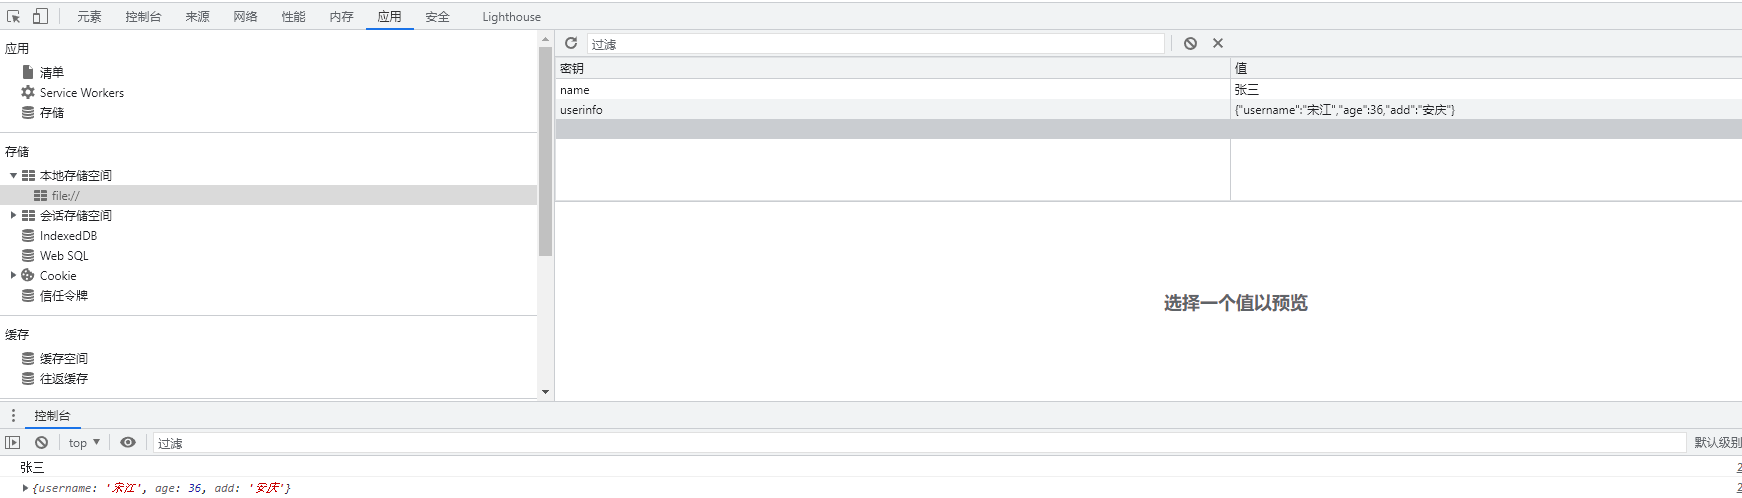 元素 控制台 来源 网络 性能 内存 应用 安全 Lighthouse
应用
清单
Service Workers
存储
存储
本地存储空间
file://
会话存储空间
IndexedDB
Web SQL
Cookie
信任令牌
缓存
缓存空间
往返缓存
过滤
密钥 值
name 张三
userinfo {"username":"宋江","age":36,"add":"安庆"}
选择一个值以预览
控制台
top 过滤 默认级别
张三 2
{username: '宋江', age: 36, add: '安庆'} 2